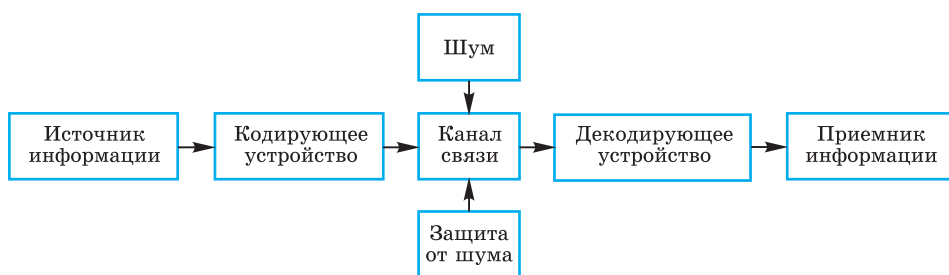 Шум
Источник
информации
Кодирующее
устройство
Канал
связи
Декодирующее
устройство
Приемник
информации
Защита
от шума